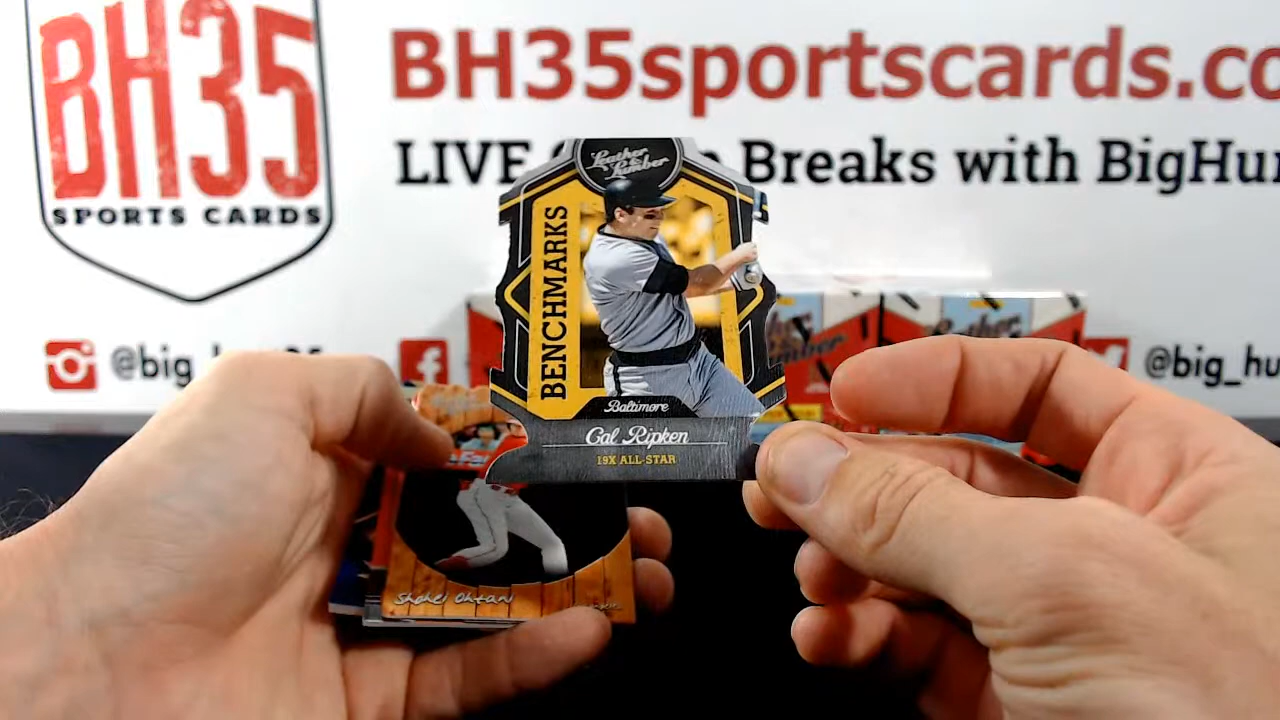 BH35
SPORTS CARDS
BH35sportscards.co
LIVE Breaks with BigHu
@big_
@big_hu
Leather & Lumber
BENCHMARKS
Baltimore
Cal Ripken
19X ALL-STAR
Shohei Ohtani